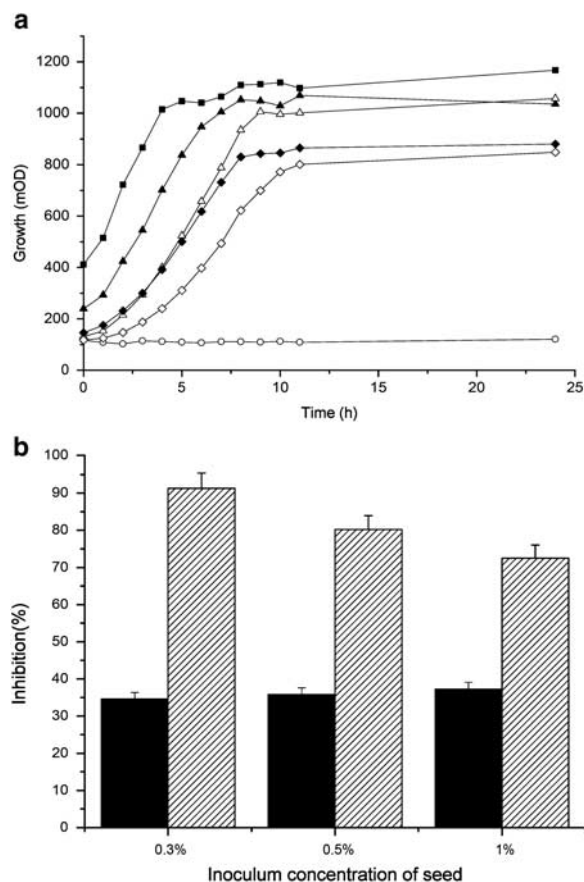 a
1200
1000
800
600
400
200
0
Growth (mOD)
0 5 10 15 20 25
Time (h)
b
100
90
80
70
60
50
40
30
20
10
0
Inhibition(%)
0.3% 0.5% 1%
Inoculum concentration of seed